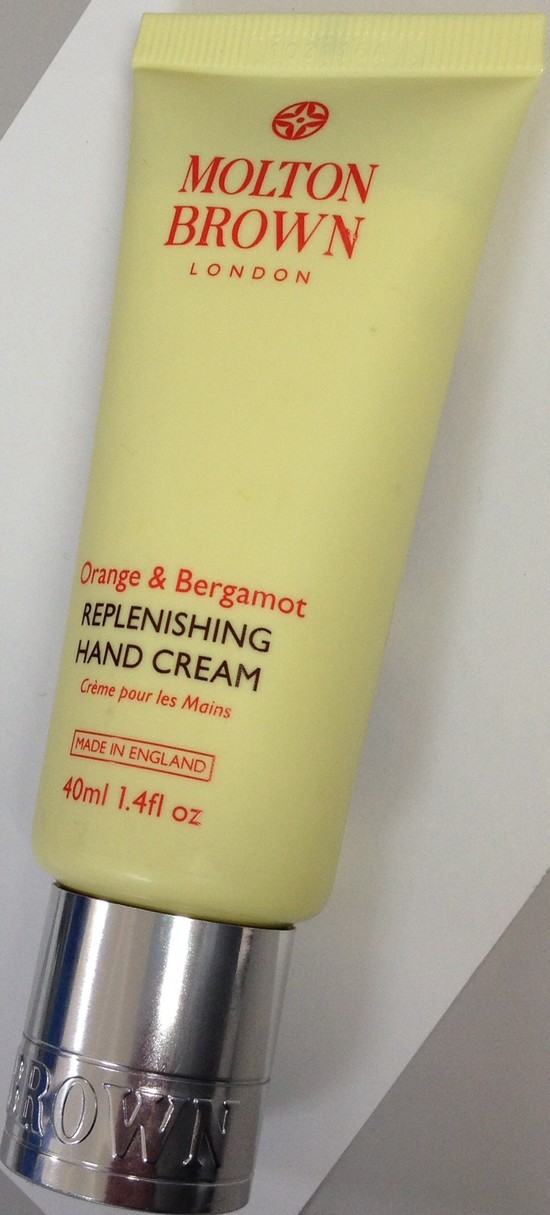 MOLTON
BROWN
LONDON
Orange & Bergamot
REPLENISHING
HAND CREAM
Crème pour les Mains
MADE IN ENGLAND
40ml 1.4fl oz
BROWN